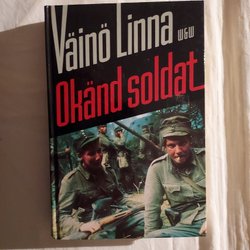 Väinö Linna
W&W
Okänd soldat